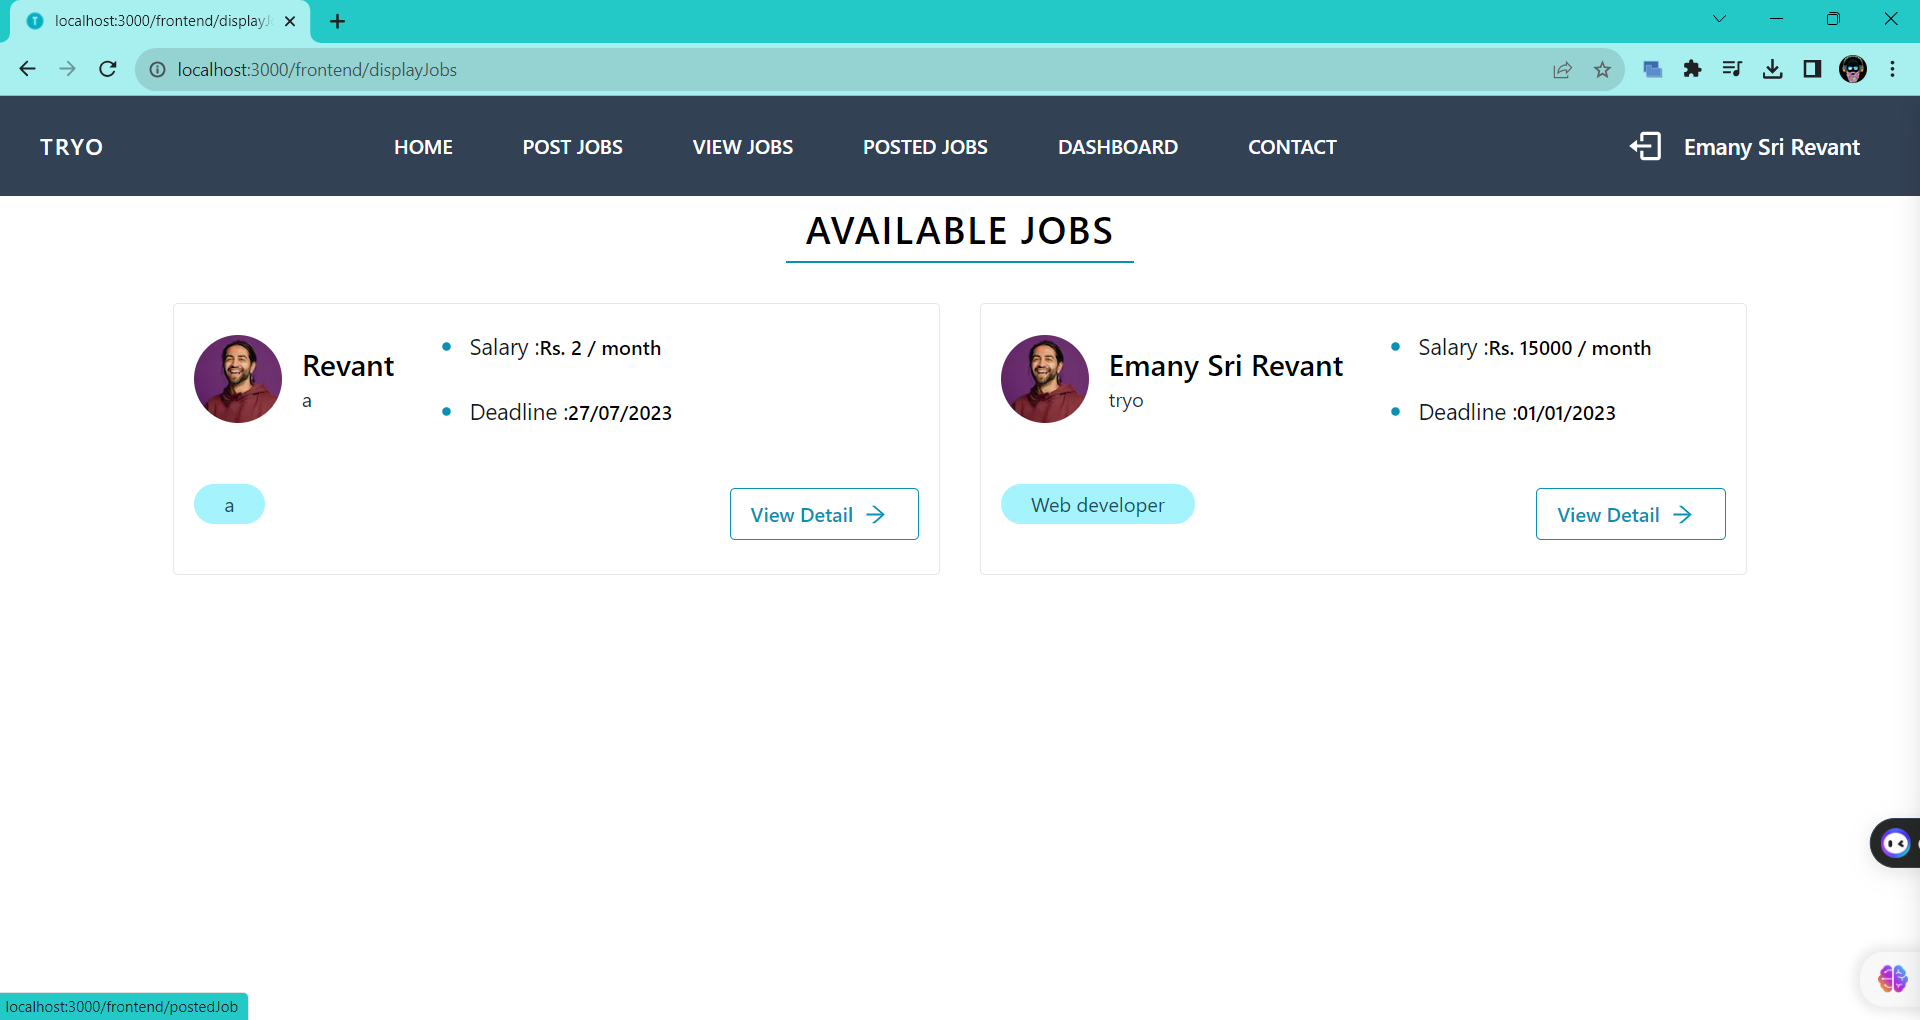 localhost:3000/frontend/displayJ
localhost:3000/frontend/displayJobs
TRYO
HOME
POST JOBS
VIEW JOBS
POSTED JOBS
DASHBOARD
CONTACT
Emany Sri Revant
AVAILABLE JOBS
Revant
a
Salary :Rs. 2 / month
Deadline :27/07/2023
a
View Detail
Emany Sri Revant
tryo
Salary :Rs. 15000 / month
Deadline :01/01/2023
Web developer
View Detail
localhost:3000/frontend/postedJob